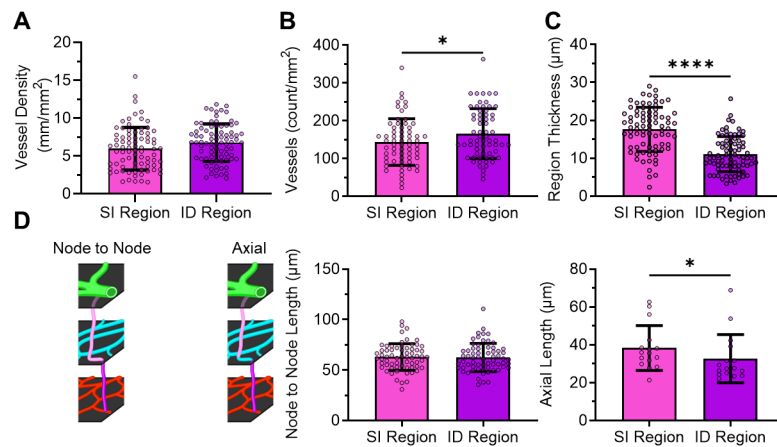 A
Vessel Density
(mm/mm²)
20
15
10
5
0
SI Region
ID Region
B
*
Vessels (count/mm²)
400
300
200
100
0
SI Region
ID Region
C
****
Region Thickness (µm)
40
30
20
10
0
SI Region
ID Region
D
Node to Node
Axial
Node to Node Length (µm)
150
100
75
50
0
SI Region
ID Region
*
Axial Length (µm)
80
60
40
20
0
SI Region
ID Region